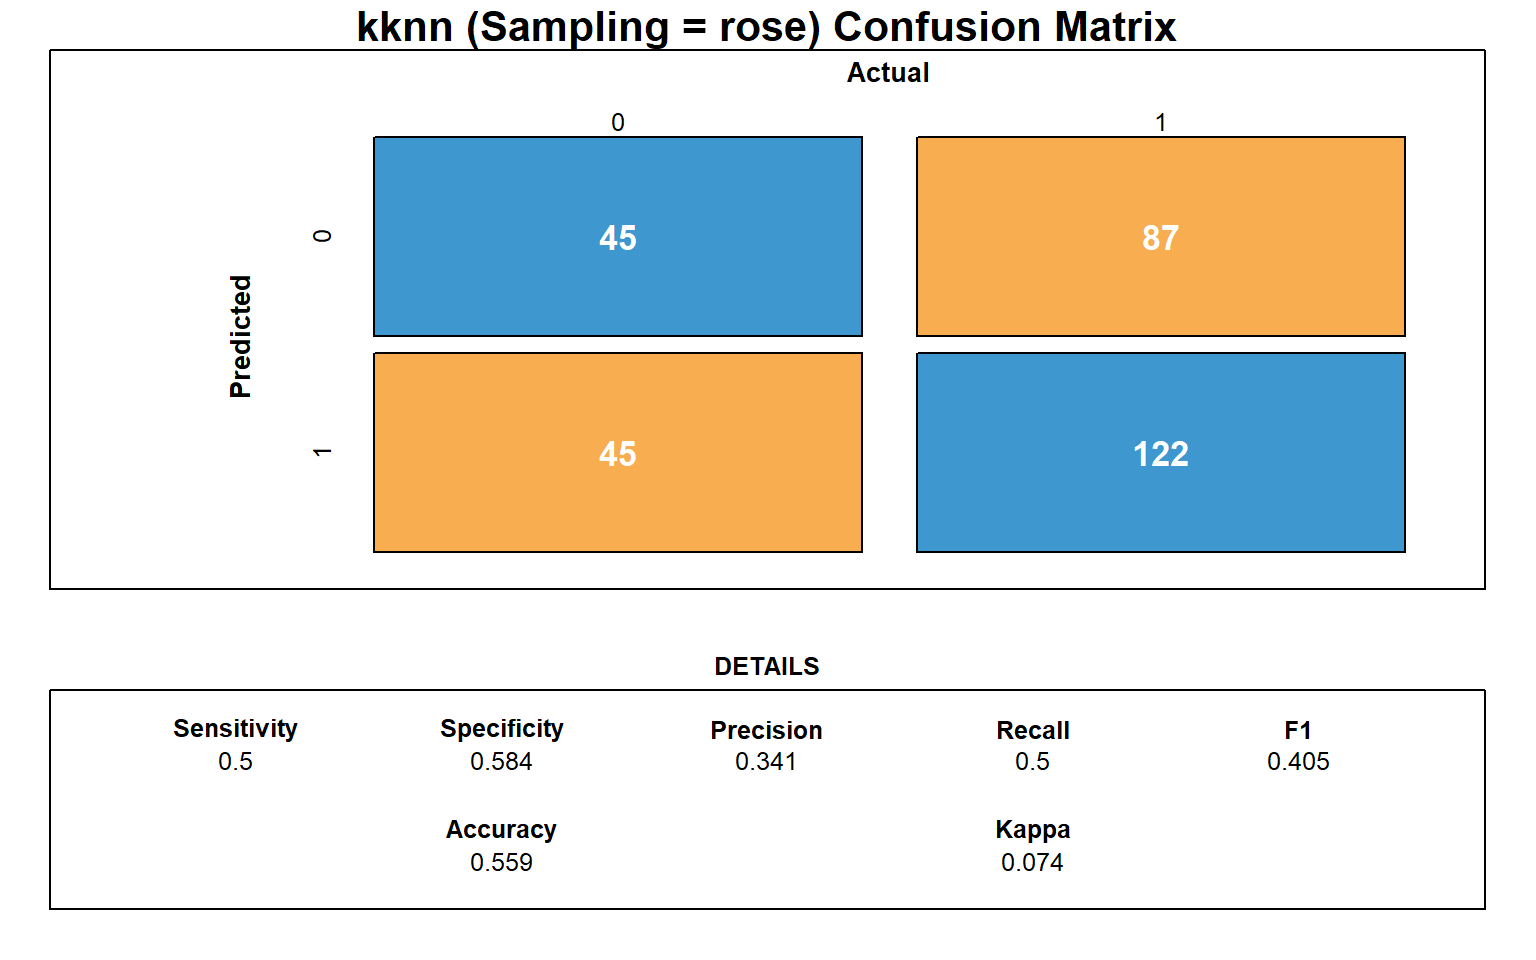 kknn (Sampling = rose) Confusion Matrix
Actual
0 1
Predicted
0
45 87
1
45 122
DETAILS
Sensitivity Specificity Precision Recall F1
0.5 0.584 0.341 0.5 0.405
Accuracy Kappa
0.559 0.074